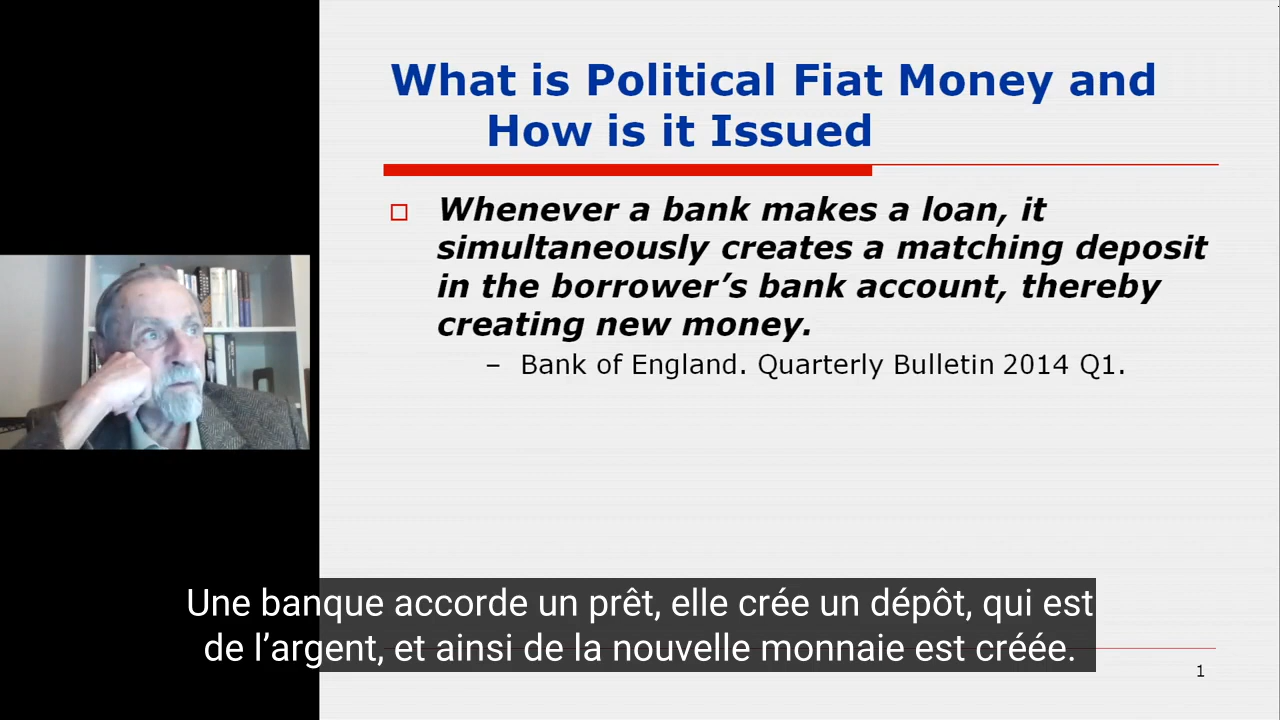 What is Political Fiat Money and
How is it Issued
Whenever a bank makes a loan, it
simultaneously creates a matching deposit
in the borrower’s bank account, thereby
creating new money.
– Bank of England. Quarterly Bulletin 2014 Q1.
Une banque accorde un prêt, elle crée un dépôt, qui est
de l’argent, et ainsi de la nouvelle monnaie est créée.
1